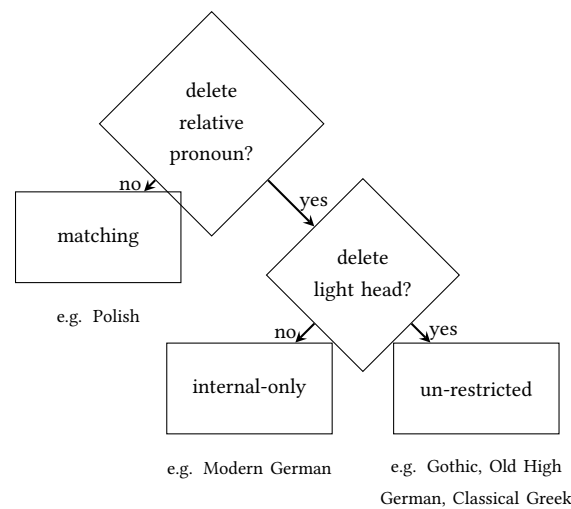 delete
relative
pronoun?
no
yes
matching
delete
light head?
e.g. Polish
no
yes
internal-only
un-restricted
e.g. Modern German
e.g. Gothic, Old High
German, Classical Greek